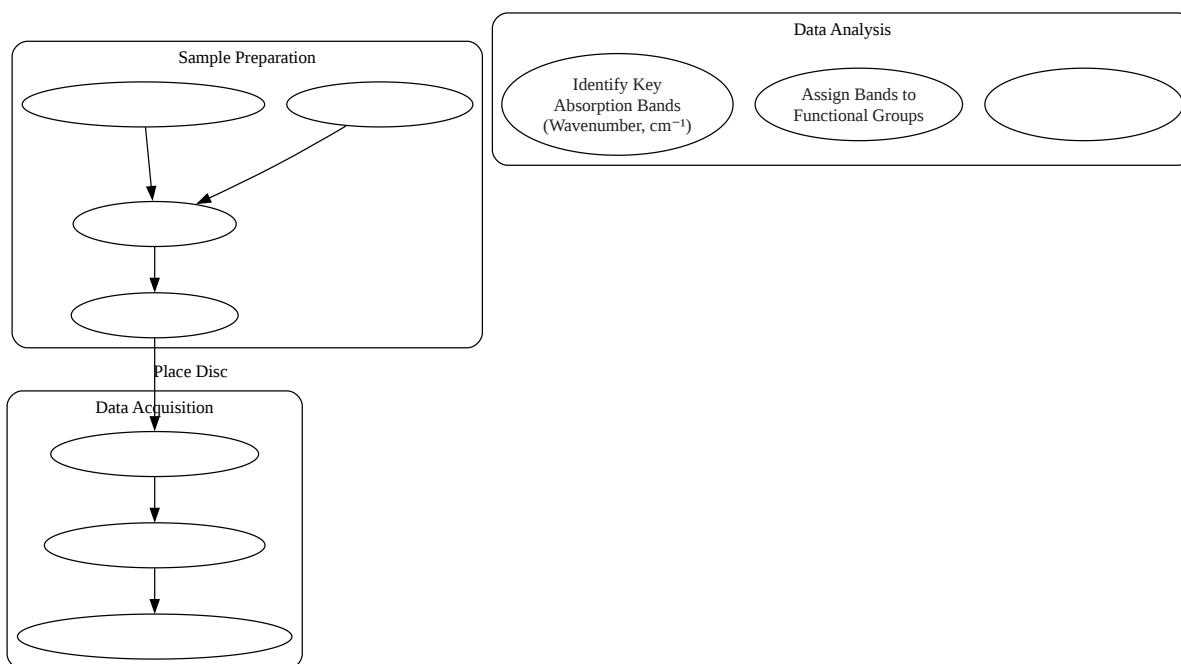 Data Analysis
Sample Preparation
Identify Key
Absorption Bands
(Wavenumber, cm⁻¹)
Assign Bands to
Functional Groups
Place Disc
Data Acquisition